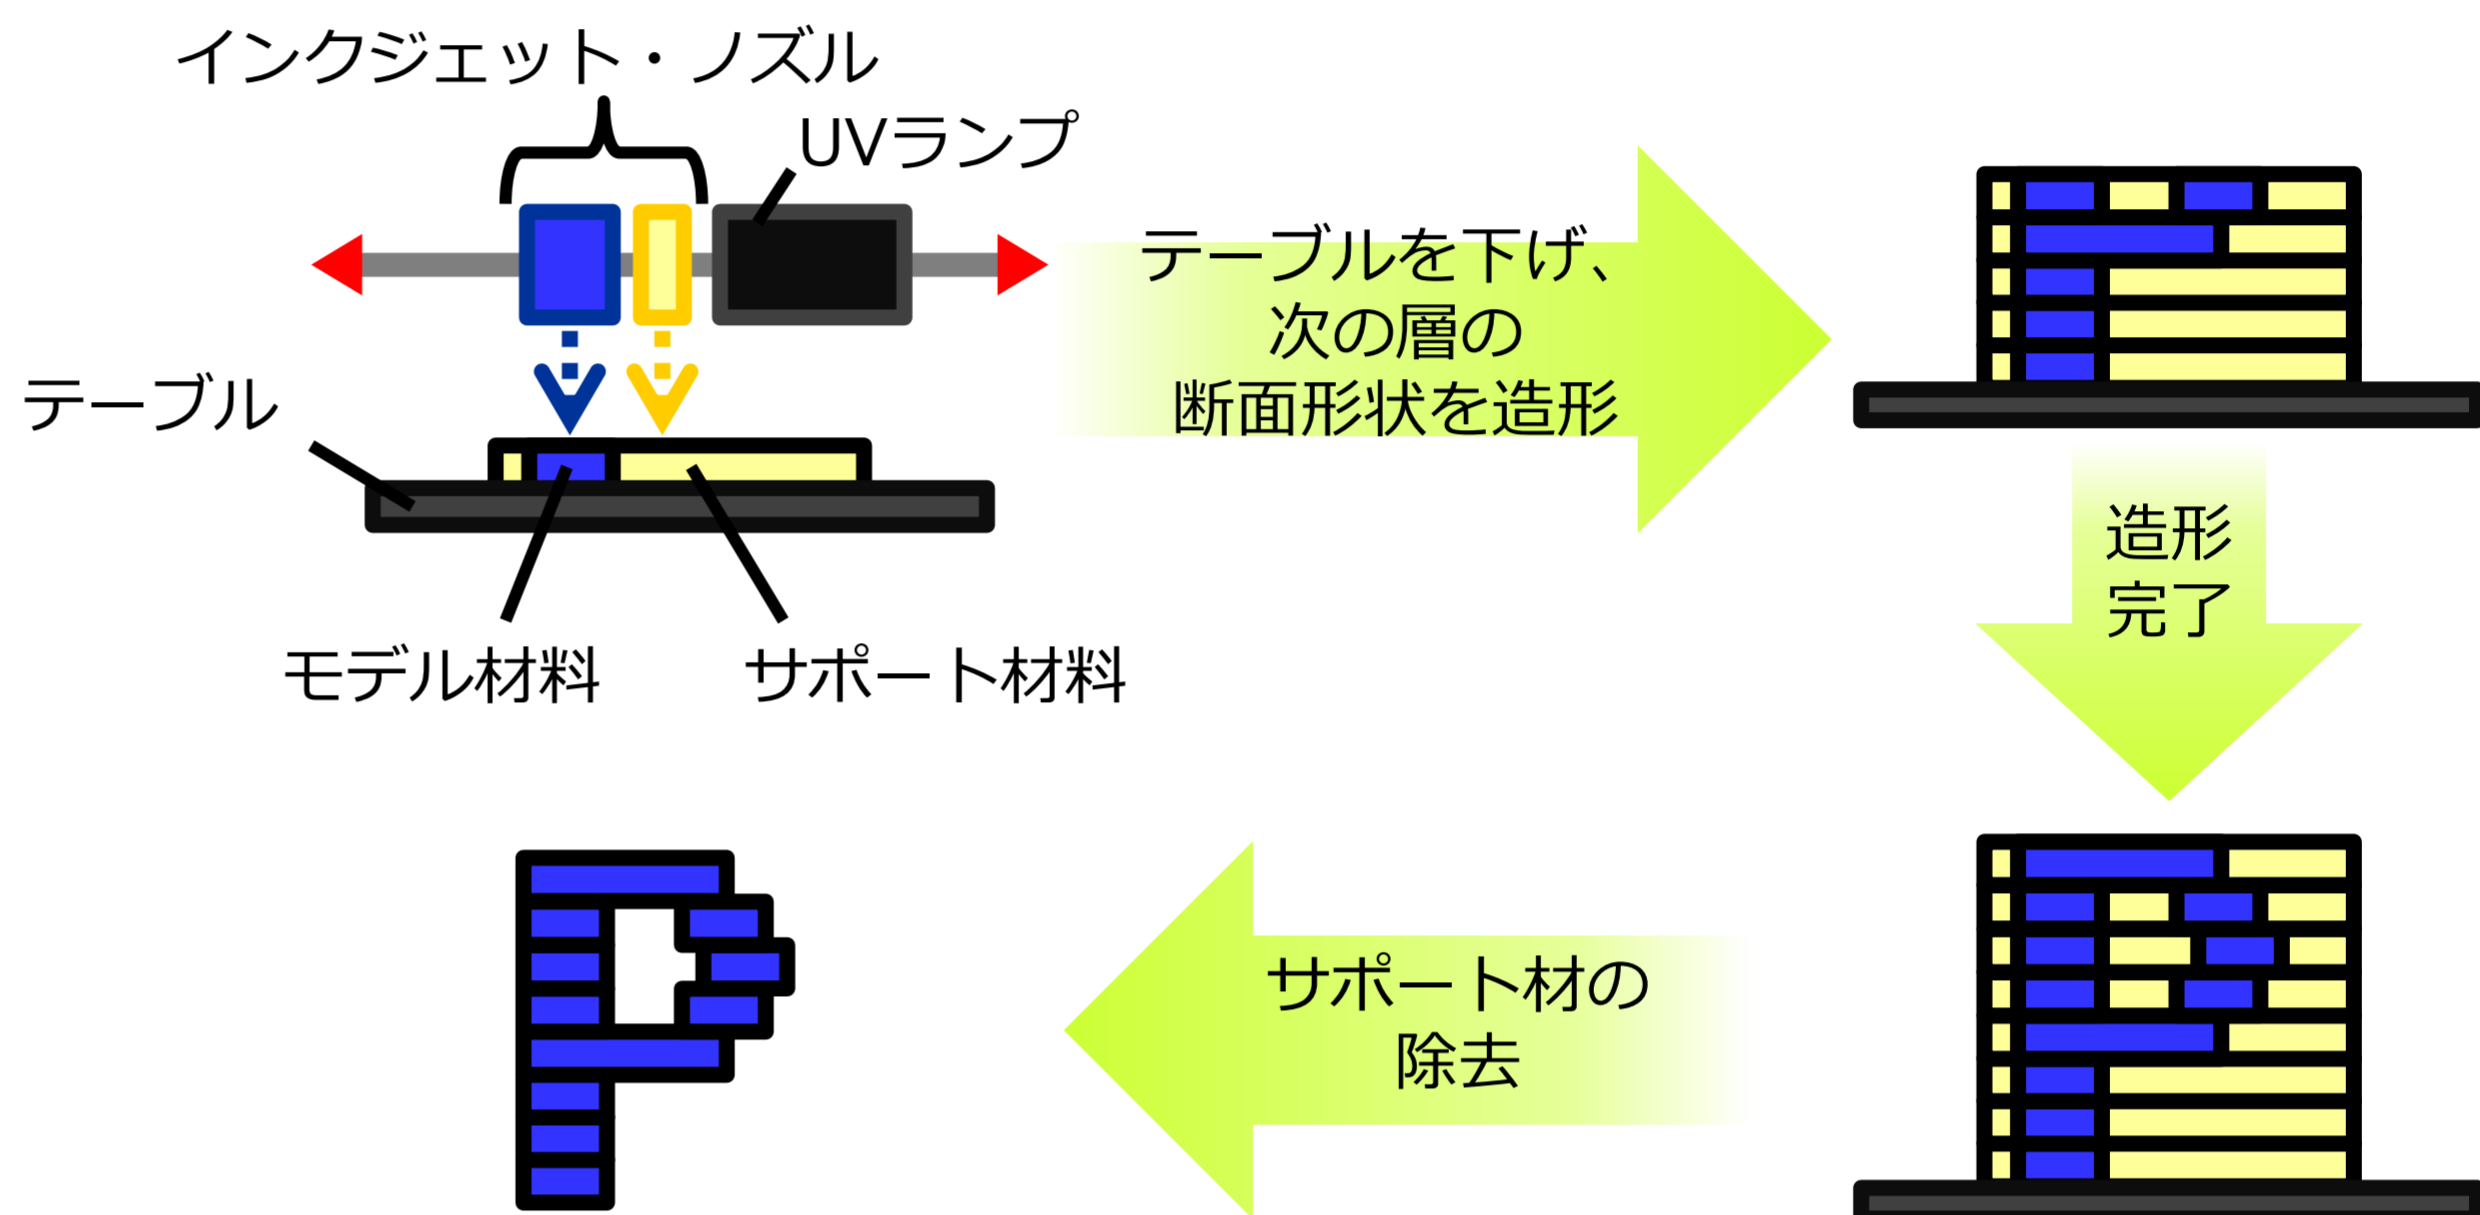 インクジェット・ノズル
UVランプ
テーブル
モデル材料
サポート材料
テーブルを下げ、
次の層の
断面形状を造形
造形
完了
サポート材の
除去